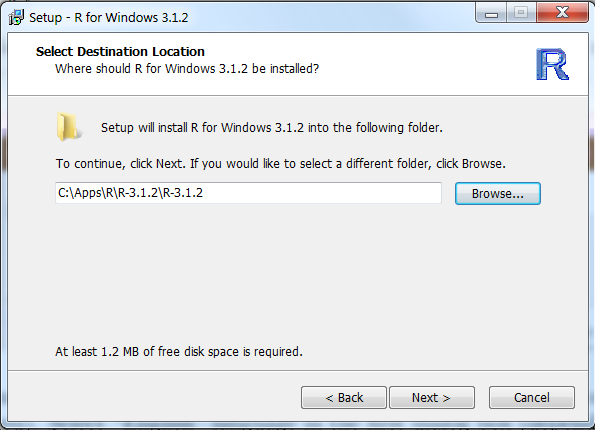 Setup - R for Windows 3.1.2
Select Destination Location
Where should R for Windows 3.1.2 be installed?
R
Setup will install R for Windows 3.1.2 into the following folder.
To continue, click Next. If you would like to select a different folder, click Browse.
C:\Apps\R\R-3.1.2\R-3.1.2
Browse...
At least 1.2 MB of free disk space is required.
< Back
Next >
Cancel